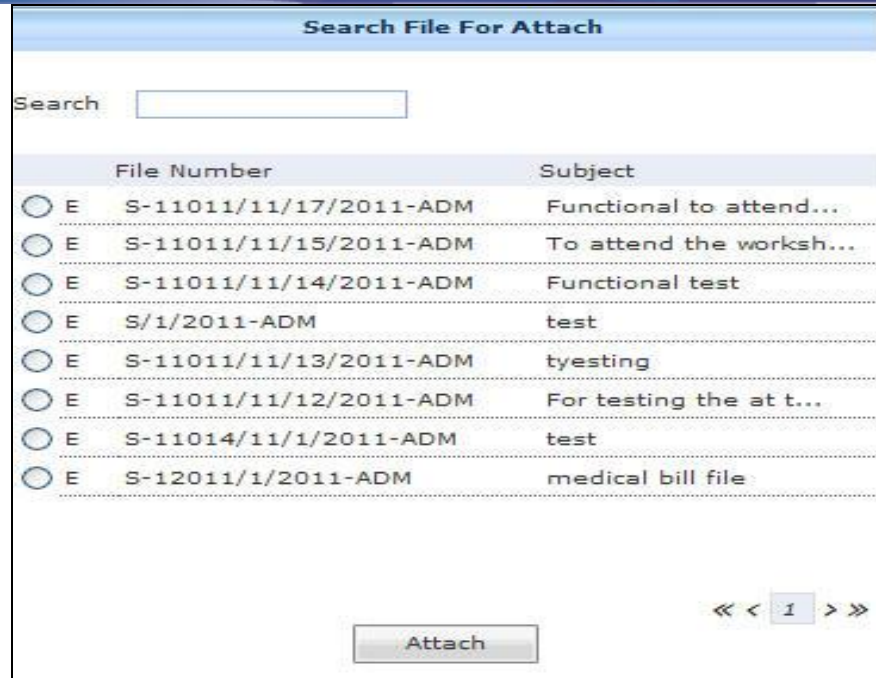 Search File For Attach
Search
File Number Subject
E S-11011/11/17/2011-ADM Functional to attend...
E S-11011/11/15/2011-ADM To attend the worksh...
E S-11011/11/14/2011-ADM Functional test
E S/1/2011-ADM test
E S-11011/11/13/2011-ADM tyesting
E S-11011/11/12/2011-ADM For testing the at t...
E S-11014/11/1/2011-ADM test
E S-12011/1/2011-ADM medical bill file
« < 1 > »
Attach